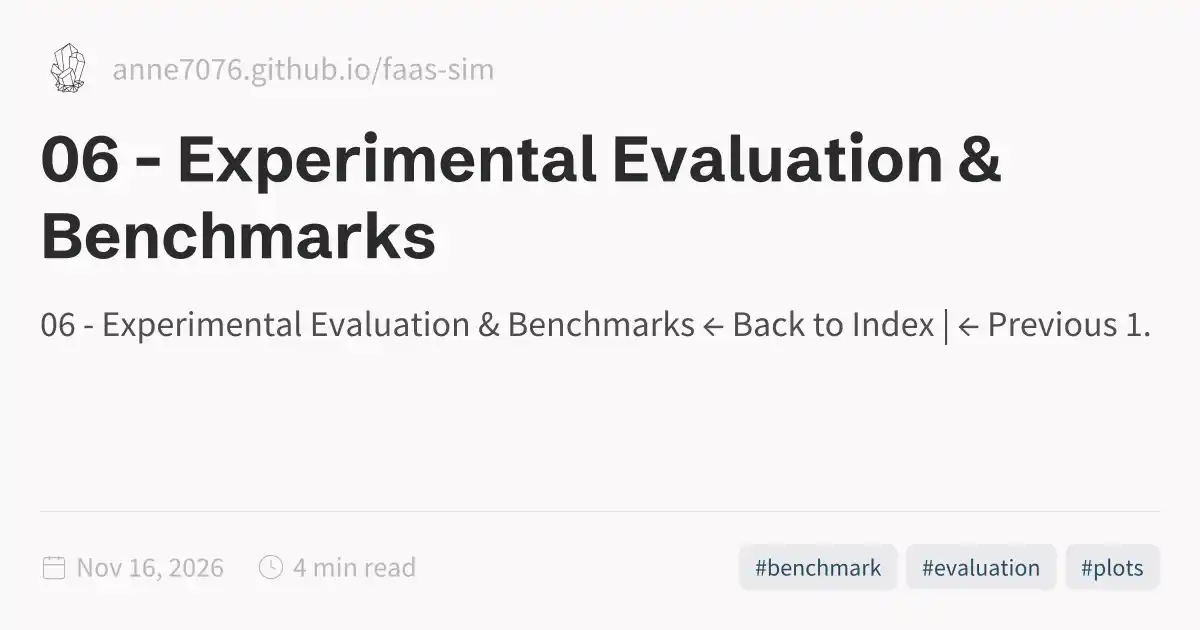 anne7076.github.io/faas-sim
06 - Experimental Evaluation &
Benchmarks
06 - Experimental Evaluation & Benchmarks ← Back to Index | ← Previous 1.
Nov 16, 2026
4 min read
#benchmark
#evaluation
#plots